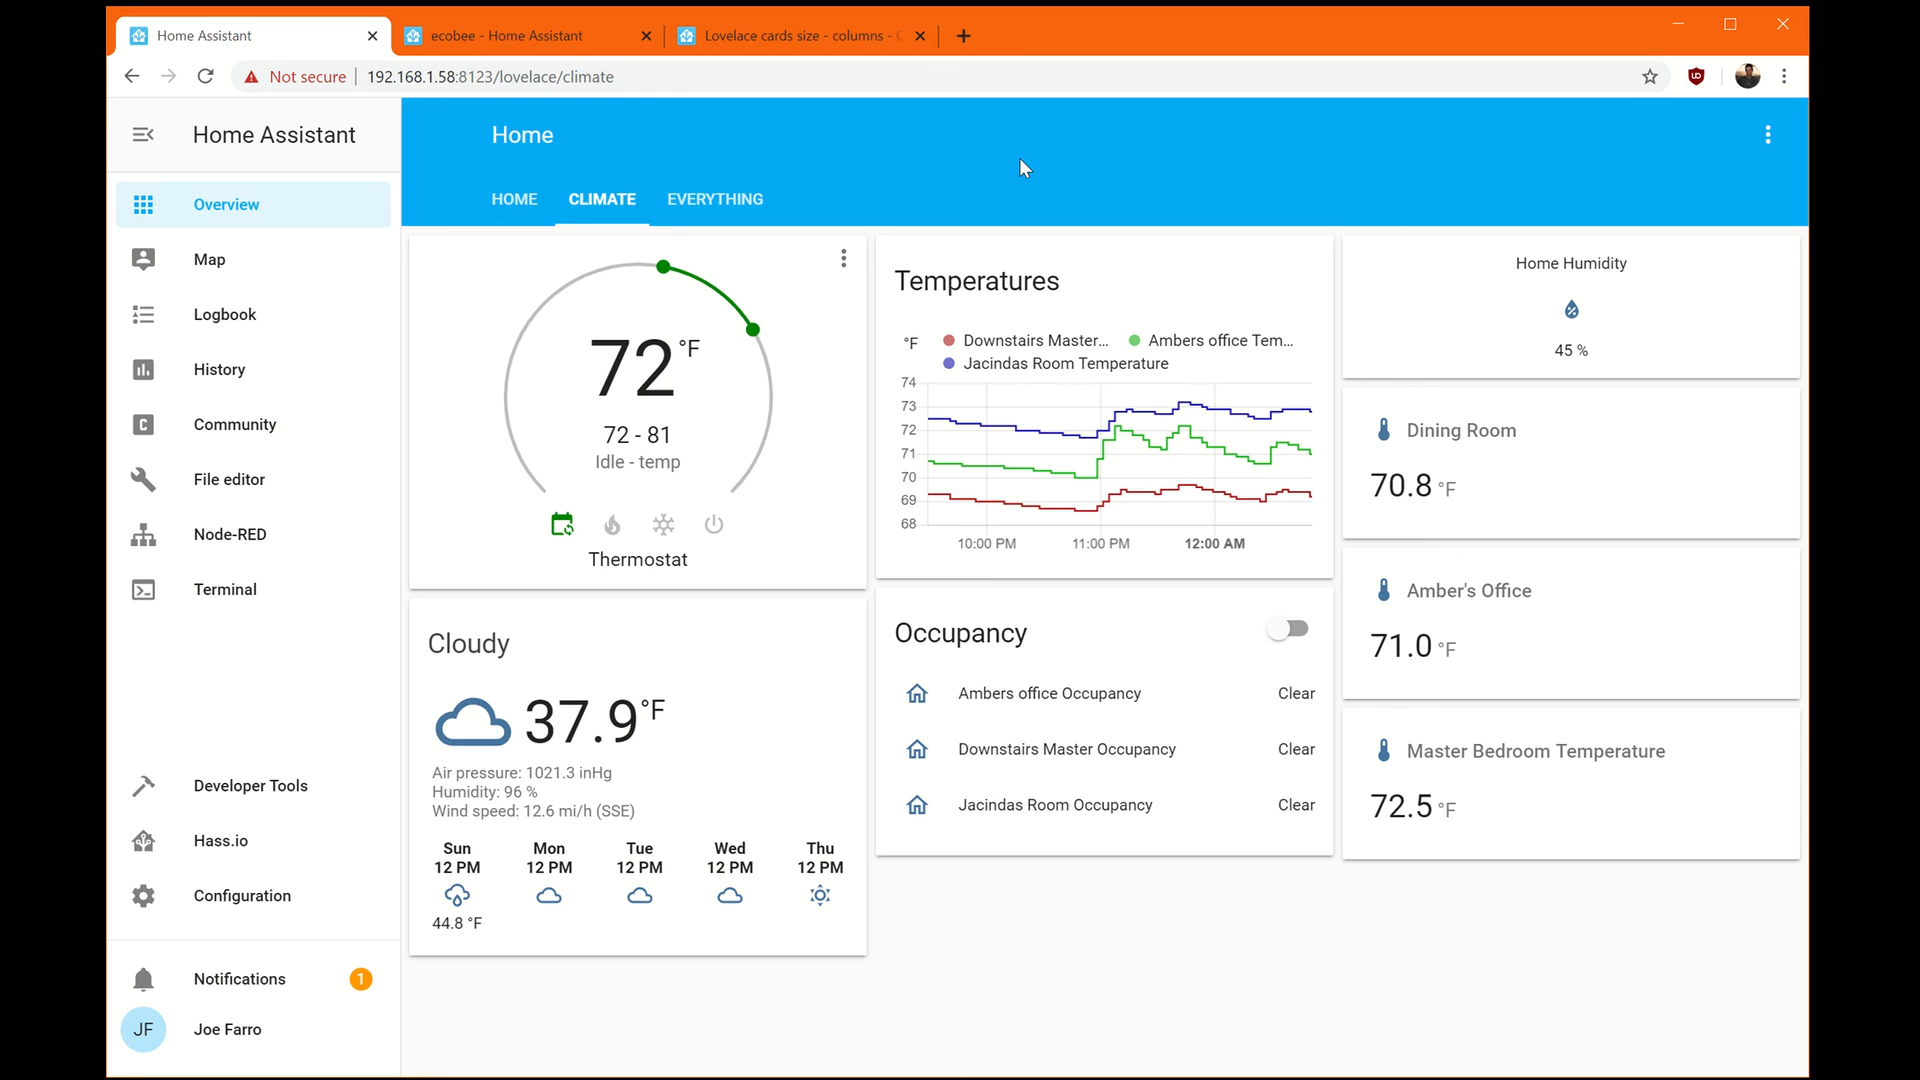 Home Assistant
ecobee - Home Assistant
Lovelace cards size - columns -
Not secure
192.168.1.58:8123/lovelace/climate
Home Assistant
Home
HOME
CLIMATE
EVERYTHING
Overview
Map
Logbook
History
Community
File editor
Node-RED
Terminal
Developer Tools
Hass.io
Configuration
Notifications
1
JF
Joe Farro
72 °F
72 - 81
Idle - temp
Thermostat
Cloudy
37.9 °F
Air pressure: 1021.3 inHg
Humidity: 96 %
Wind speed: 12.6 mi/h (SSE)
Sun Mon Tue Wed Thu
12 PM 12 PM 12 PM 12 PM 12 PM
44.8 °F
Temperatures
°F
Downstairs Master...
Ambers office Tem...
Jacindas Room Temperature
74
73
72
71
70
69
68
10:00 PM 11:00 PM 12:00 AM
Occupancy
Ambers office Occupancy Clear
Downstairs Master Occupancy Clear
Jacindas Room Occupancy Clear
Home Humidity
45 %
Dining Room
70.8 °F
Amber's Office
71.0 °F
Master Bedroom Temperature
72.5 °F